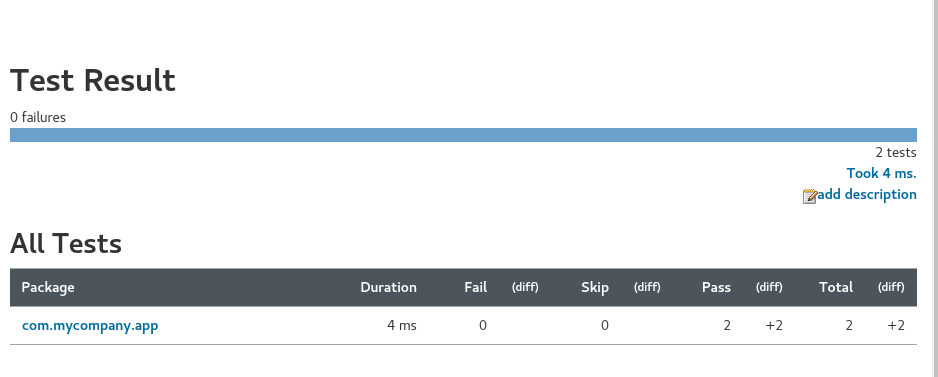 Test Result
0 failures
2 tests
Took 4 ms.
add description
All Tests
Package Duration Fail (diff) Skip (diff) Pass (diff) Total (diff)
com.mycompany.app 4 ms 0 0 2 +2 2 +2